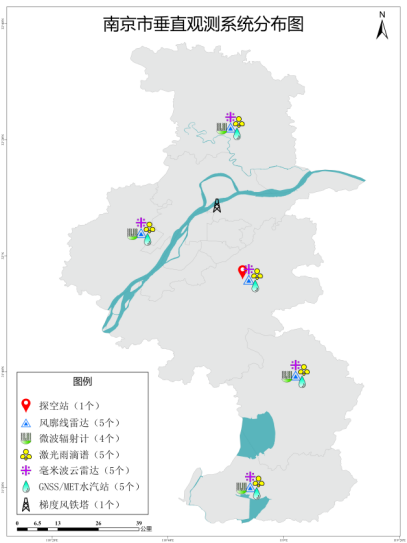 南京市垂直观测系统分布图
N
图例
探空站（1个）
风廓线雷达（5个）
微波辐射计（4个）
激光雨滴谱（5个）
毫米波云雷达（5个）
GNSS/MET水汽站（5个）
梯度风铁塔（1个）
0 6.5 13 26 39
公里